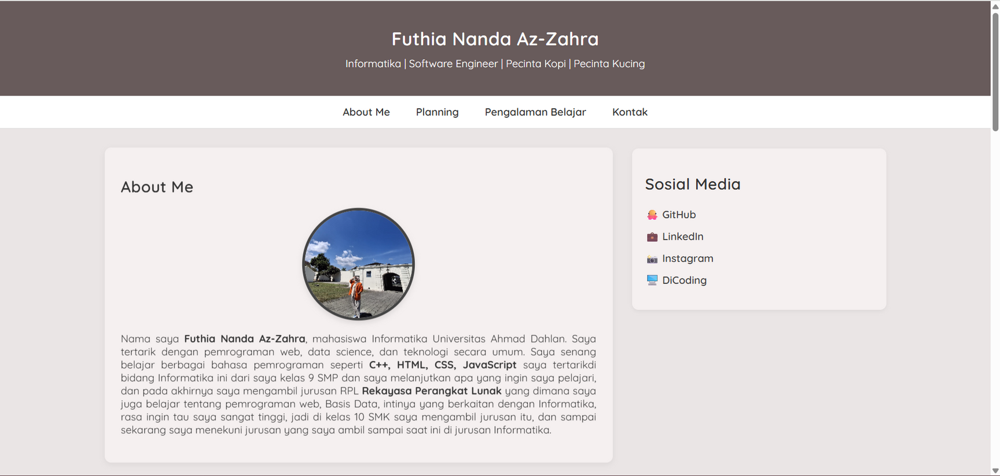 Futhia Nanda Az-Zahra
Informatika | Software Engineer | Pecinta Kopi | Pecinta Kucing
About Me
Planning
Pengalaman Belajar
Kontak
About Me
Nama saya Futhia Nanda Az-Zahra, mahasiswa Informatika Universitas Ahmad Dahlan. Saya
tertarik dengan pemrograman web, data science, dan teknologi secara umum. Saya senang
belajar berbagai bahasa pemrograman seperti C++, HTML, CSS, JavaScript saya tertarikdi
bidang Informatika ini dari saya kelas 9 SMP dan saya melanjutkan apa yang ingin saya pelajari,
dan pada akhirnya saya mengambil jurusan RPL Rekayasa Perangkat Lunak yang dimana saya
juga belajar tentang pemrograman web, Basis Data, intinya yang berkaitan dengan Informatika,
rasa ingin tau saya sangat tinggi, jadi di kelas 10 SMK saya mengambil jurusan itu, dan sampai
sekarang saya menekuni jurusan yang saya ambil sampai saat ini di jurusan Informatika.
Sosial Media
GitHub
LinkedIn
Instagram
DiCoding